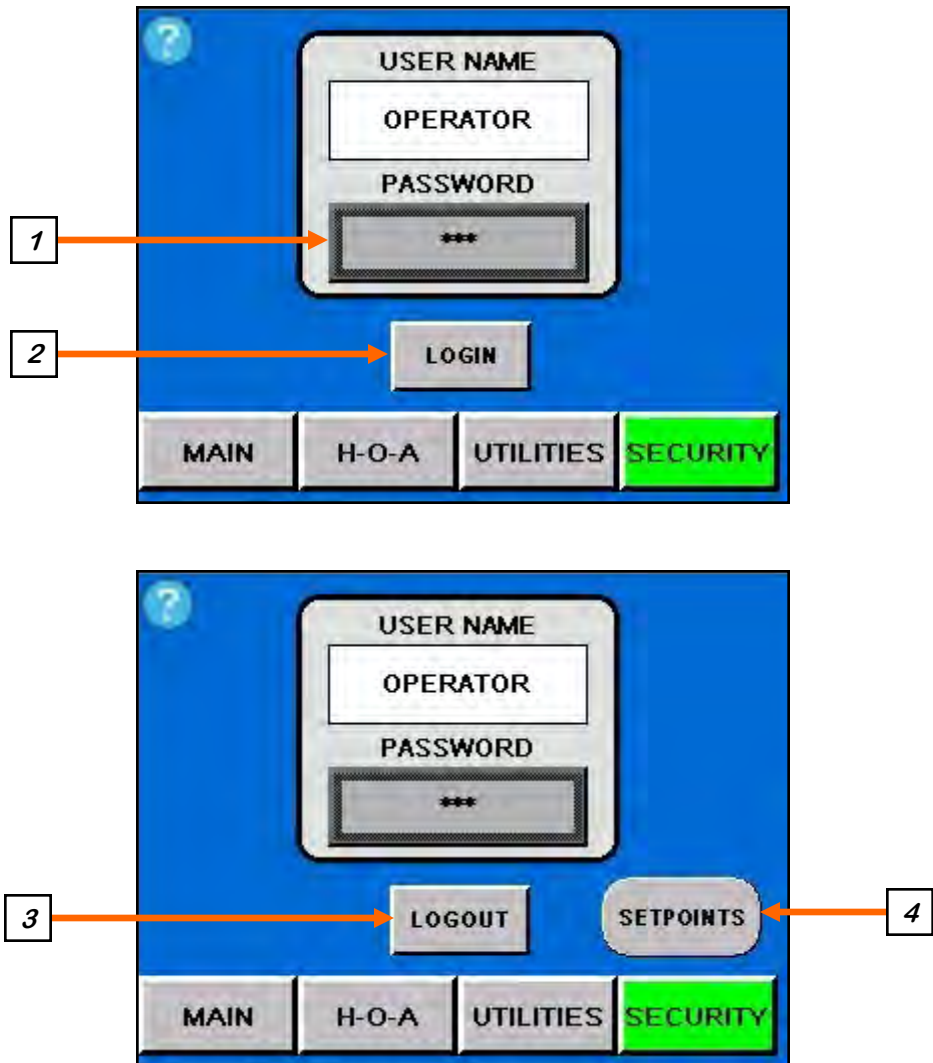 ?
USER NAME
OPERATOR
PASSWORD
1
***
2
LOGIN
MAIN H-O-A UTILITIES SECURITY
?
USER NAME
OPERATOR
PASSWORD
***
3
LOGOUT
SETPOINTS
4
MAIN H-O-A UTILITIES SECURITY